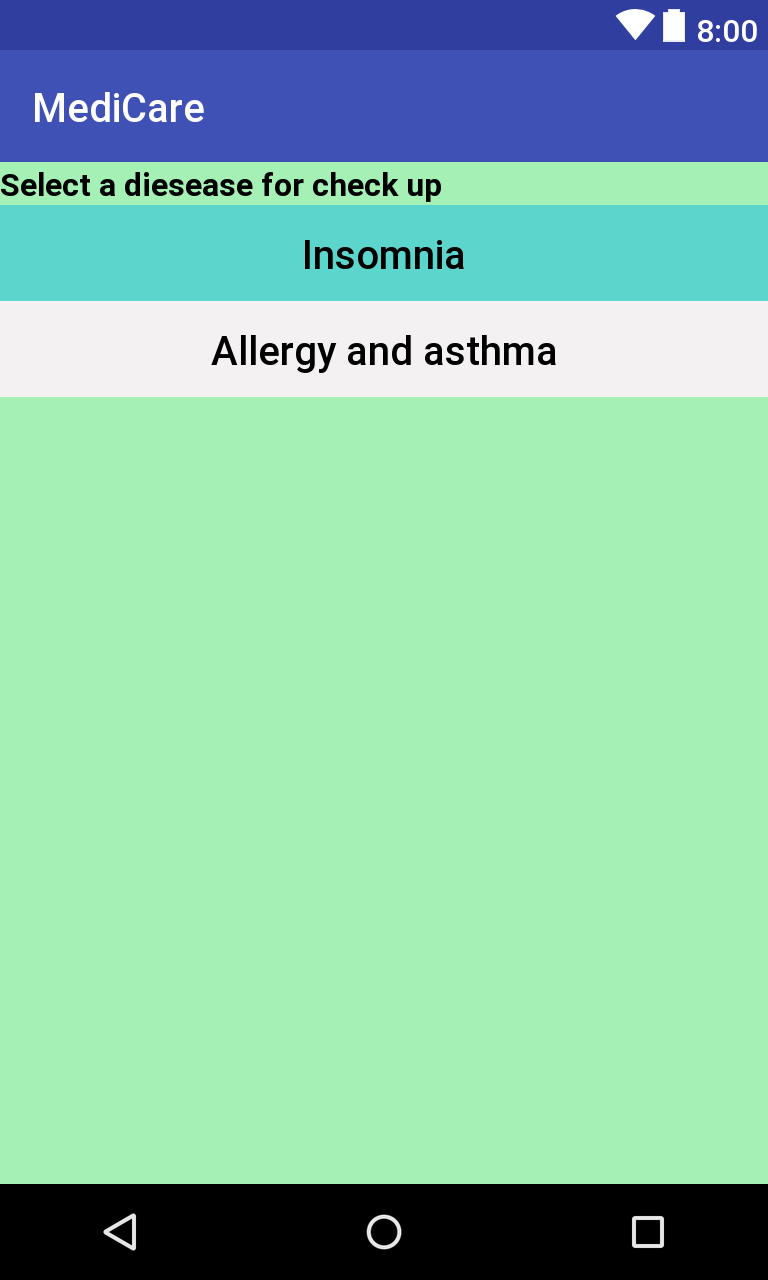 8:00
MediCare
Select a diesease for check up
Insomnia
Allergy and asthma